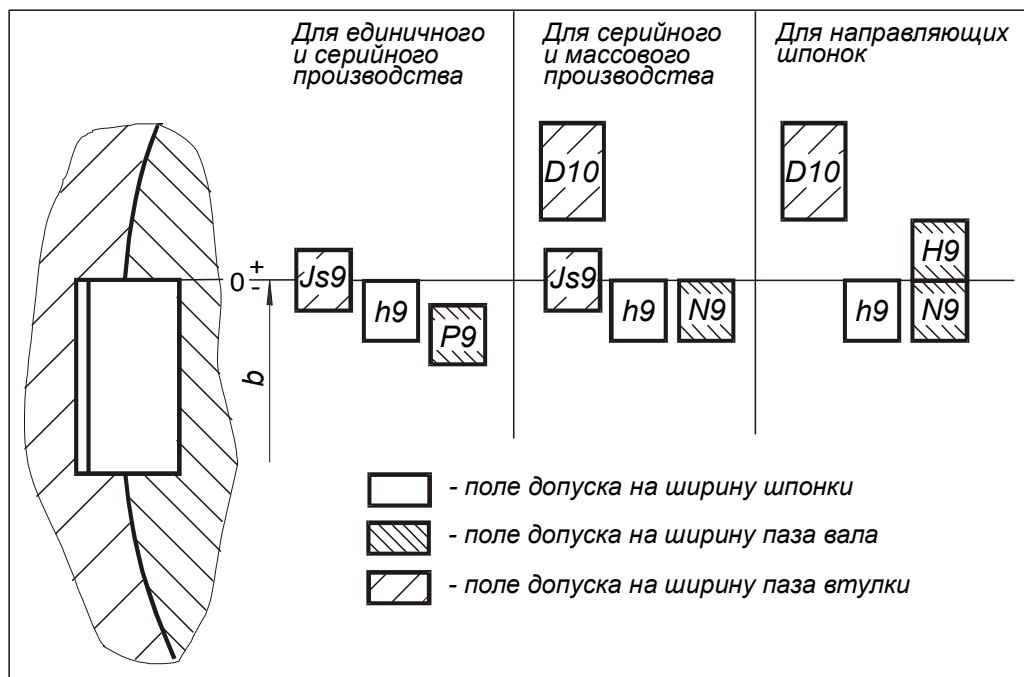 Для единичного
и серийного
производства
Для серийного
и массового
производства
Для направляющих
шпонок
D10
D10
Js9
h9
P9
Js9
h9
N9
H9
h9
N9
0
+
-
b
- поле допуска на ширину шпонки
- поле допуска на ширину паза вала
- поле допуска на ширину паза втулки